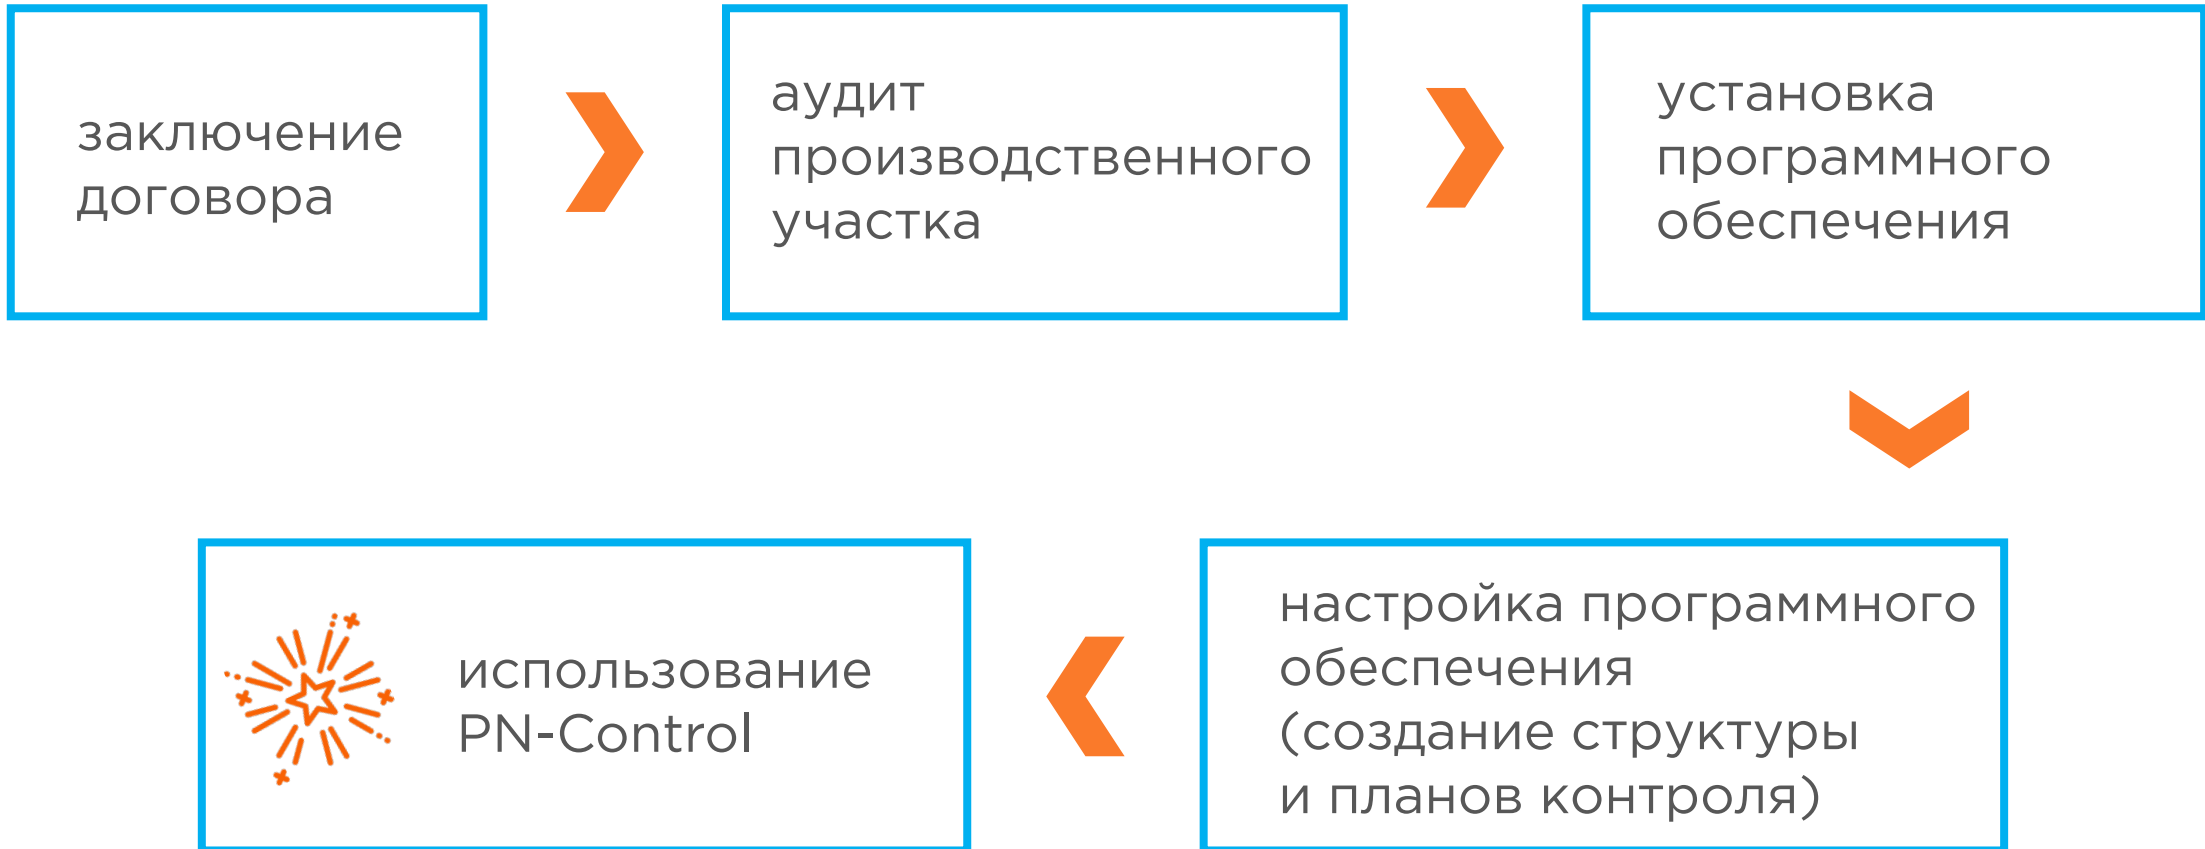 заключение
договора
аудит
производственного
участка
установка
программного
обеспечения
настройка программного
обеспечения
(создание структуры
и планов контроля)
использование
PN-Control